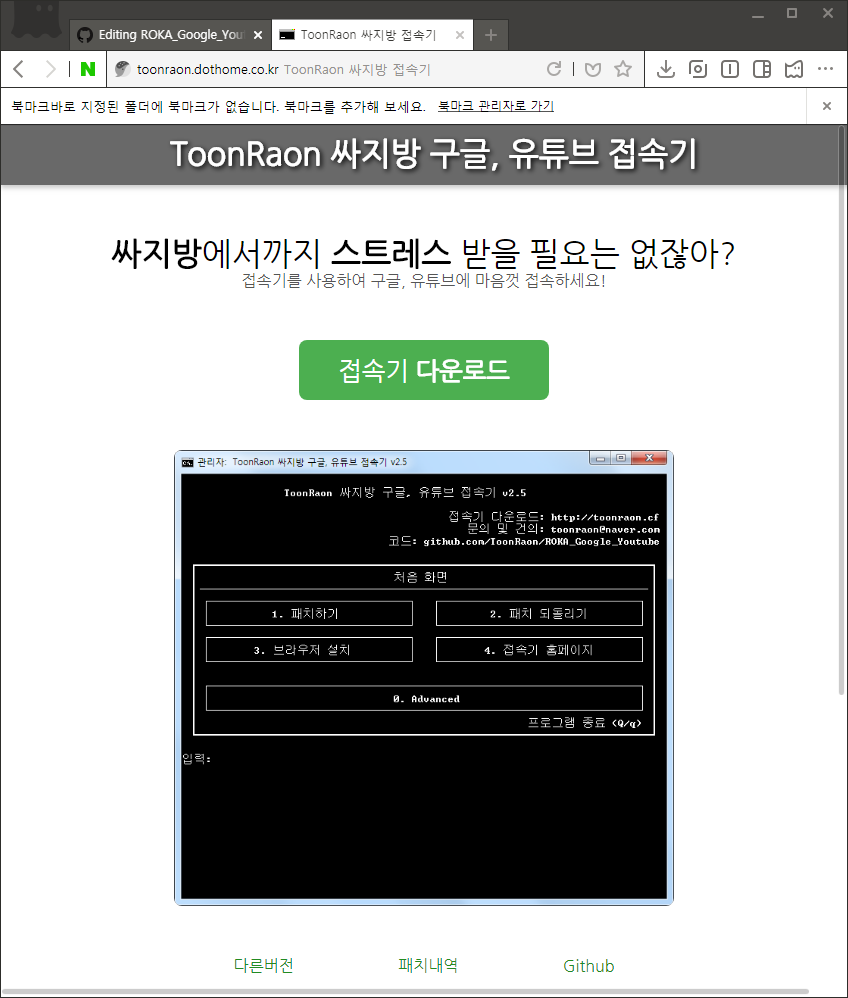 Editing ROKA_Google_You
ToonRaon 싸지방 접속기
toonraon.dothome.co.kr ToonRaon 싸지방 접속기
북마크바로 지정된 폴더에 북마크가 없습니다. 북마크를 추가해 보세요. 북마크 관리자로 가기
ToonRaon 싸지방 구글, 유튜브 접속기
싸지방에서까지 스트레스 받을 필요는 없잖아?
접속기를 사용하여 구글, 유튜브에 마음껏 접속하세요!
접속기 다운로드
관리자: ToonRaon 싸지방 구글, 유튜브 접속기 v2.5
ToonRaon 싸지방 구글, 유튜브 접속기 v2.5
접속기 다운로드: http://toonraon.cf
문의 및 건의: toonraon@naver.com
코드: github.com/ToonRaon/ROKA_Google_Youtube
처음 화면
1. 패치하기 2. 패치 되돌리기
3. 브라우저 설치 4. 접속기 홈페이지
0. Advanced
프로그램 종료 (Q/q)
입력:
다른버전 패치내역 Github